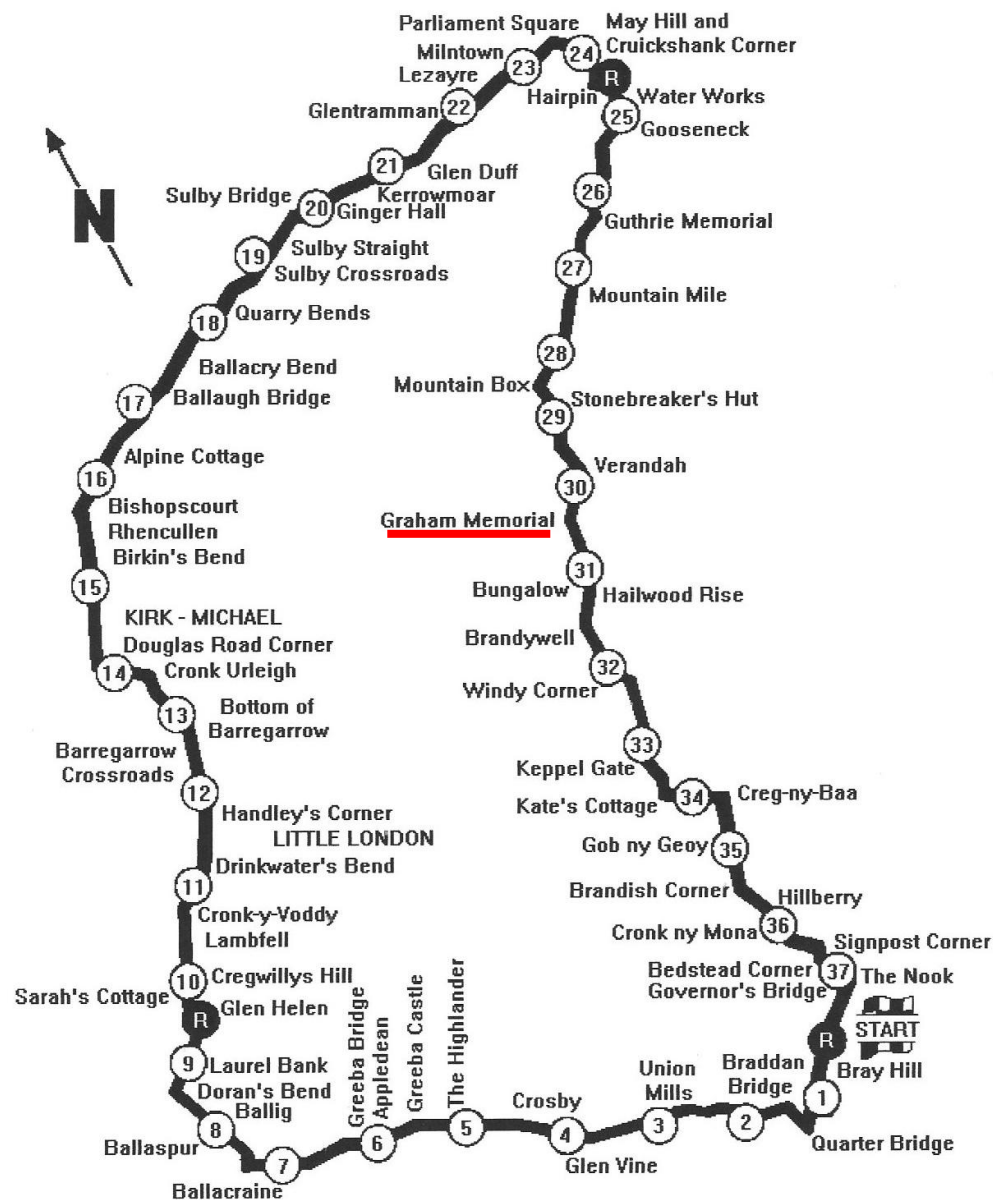 Parliament Square
May Hill and
Cruickshank Corner
Milntown
Lezayre
24
23
R
Hairpin
Water Works
22
25
Gooseneck
Glentramman
21
Glen Duff
Kerrowmoar
26
Sulby Bridge
20
Ginger Hall
Guthrie Memorial
N
19
Sulby Straight
Sulby Crossroads
27
Mountain Mile
18
Quarry Bends
28
Ballacry Bend
Mountain Box
17
Ballaugh Bridge
29
Stonebreaker's Hut
Alpine Cottage
Verandah
16
30
Bishopscourt
Rhencullen
Birkin's Bend
Graham Memorial
15
31
Bungalow
Hailwood Rise
KIRK - MICHAEL
Douglas Road Corner
Brandywell
14
Cronk Urleigh
32
Windy Corner
13
Bottom of
Barregarrow
33
Barregarrow
Crossroads
Keppel Gate
12
Kate's Cottage
34
Creg-ny-Baa
Handley's Corner
LITTLE LONDON
Gob ny Geoy
35
Drinkwater's Bend
11
Brandish Corner
Hillberry
Cronk-y-Voddy
36
Lambfell
Cronk ny Mona
Signpost Corner
10
Cregwillys Hill
Bedstead Corner
37
The Nook
Sarah's Cottage
Governor's Bridge
R
Glen Helen
START
R
9
Laurel Bank
Doran's Bend
Ballig
Greeba Bridge
Appledean
Greeba Castle
The Highlander
Union
Mills
Braddan
Bridge
Bray Hill
1
8
Crosby
Ballaspur
5
4
3
2
Quarter Bridge
6
7
Glen Vine
Ballacraine